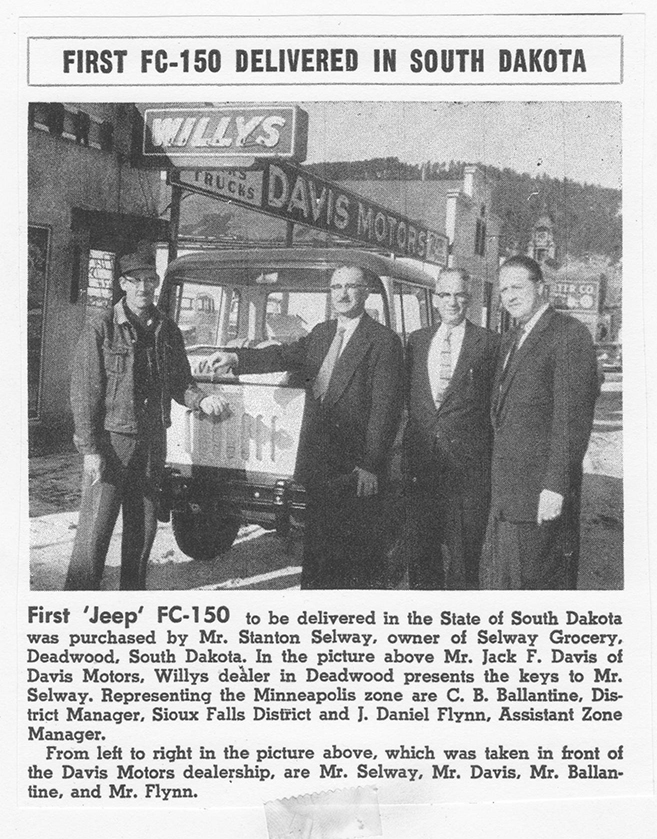 FIRST FC-150 DELIVERED IN SOUTH DAKOTA
WILLYS
TRUCKS
DAVIS MOTORS
First 'Jeep' FC-150 to be delivered in the State of South Dakota
was purchased by Mr. Stanton Selway, owner of Selway Grocery,
Deadwood, South Dakota. In the picture above Mr. Jack F. Davis of
Davis Motors, Willys dealer in Deadwood presents the keys to Mr.
Selway. Representing the Minneapolis zone are C. B. Ballantine, Dis-
trict Manager, Sioux Falls District and J. Daniel Flynn, Assistant Zone
Manager.
From left to right in the picture above, which was taken in front of
the Davis Motors dealership, are Mr. Selway, Mr. Davis, Mr. Ballan-
tine, and Mr. Flynn.